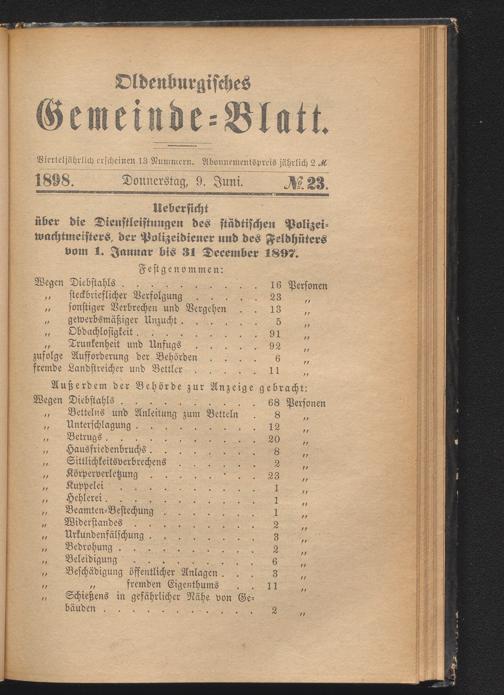 Oldenburgisches
Gemeinde=Blatt.
Vierteljährlich erscheinen 13 Nummern. Abonnementspreis jährlich 2 ℳ
1898. Donnerstag, 9. Juni. №. 23.
Uebersicht
über die Dienstleistungen des städtischen Polizei=
wachtmeisters, der Polizeidiener und des Feldhüters
vom 1. Januar bis 31 December 1897.
Festgenommen:
Wegen Diebstahls . . . . . . . . . . 16 Personen
„ steckbrieflicher Verfolgung . . . . . 23 „
„ sonstiger Verbrechen und Vergehen . . 13 „
„ gewerbsmäßiger Unzucht . . . . . . 5 „
„ Obdachlosigkeit . . . . . . . . . 91 „
„ Trunkenheit und Unfugs . . . . . . 92 „
zufolge Aufforderung der Behörden . . . . 6 „
fremde Landstreicher und Bettler . . . . . 11 „
Außerdem der Behörde zur Anzeige gebracht:
Wegen Diebstahls . . . . . . . . . . 68 Personen
„ Bettelns und Anleitung zum Betteln . 8 „
„ Unterschlagung . . . . . . . . . 12 „
„ Betrugs . . . . . . . . . . . 20 „
„ Hausfriedenbruchs . . . . . . . . 8 „
„ Sittlichkeitsverbrechens . . . . . . 2 „
„ Körperverletzung . . . . . . . . 23 „
„ Kuppelei . . . . . . . . . . . 1 „
„ Hehlerei . . . . . . . . . . . 1 „
„ Beamten=Bestechung . . . . . . . 1 „
„ Widerstandes . . . . . . . . . 2 „
„ Urkundenfälschung . . . . . . . . 3 „
„ Bedrohung . . . . . . . . . . 2 „
„ Beleidigung . . . . . . . . . . 6 „
„ Beschädigung öffentlicher Anlagen . . . 3 „
„ „ fremden Eigenthums . . 11 „
„ Schießens in gefährlicher Nähe von Ge=
bäuden . . . . . . . . . . . 2 „